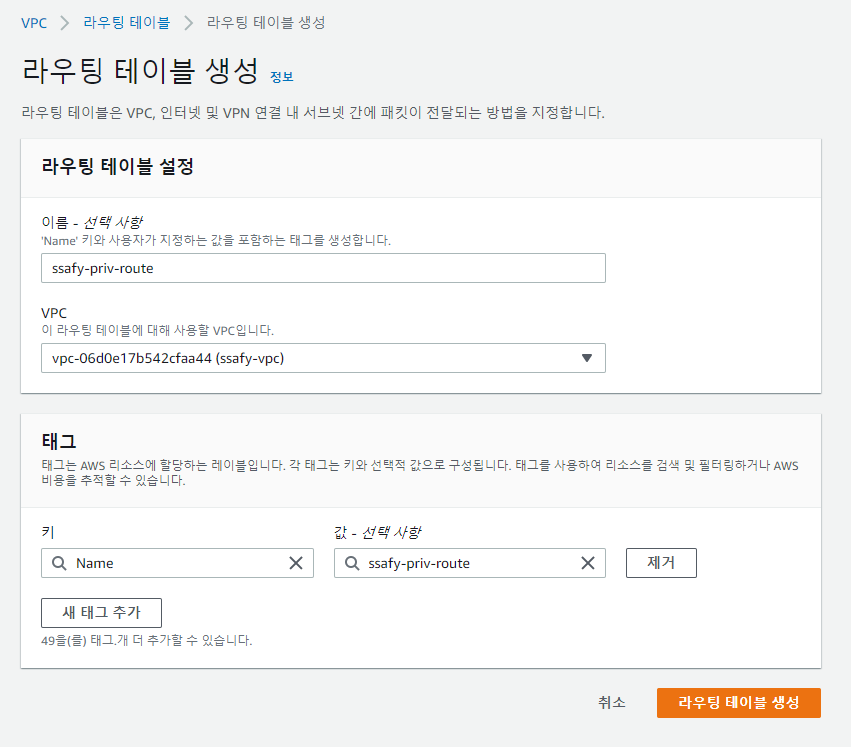 VPC > 라우팅 테이블 > 라우팅 테이블 생성
라우팅 테이블 생성 정보
라우팅 테이블은 VPC, 인터넷 및 VPN 연결 내 서브넷 간에 패킷이 전달되는 방법을 지정합니다.
라우팅 테이블 설정
이름 - 선택 사항
'Name' 키와 사용자가 지정하는 값을 포함하는 태그를 생성합니다.
ssafy-priv-route
VPC
이 라우팅 테이블에 대해 사용할 VPC입니다.
vpc-06d0e17b542cfaa44 (ssafy-vpc)
태그
태그는 AWS 리소스에 할당하는 레이블입니다. 각 태그는 키와 선택적 값으로 구성됩니다. 태그를 사용하여 리소스를 검색 및 필터링하거나 AWS
비용을 추적할 수 있습니다.
키 값 - 선택 사항
Name ssafy-priv-route 제거
새 태그 추가
49을(를) 태그.개 더 추가할 수 있습니다.
취소 라우팅 테이블 생성